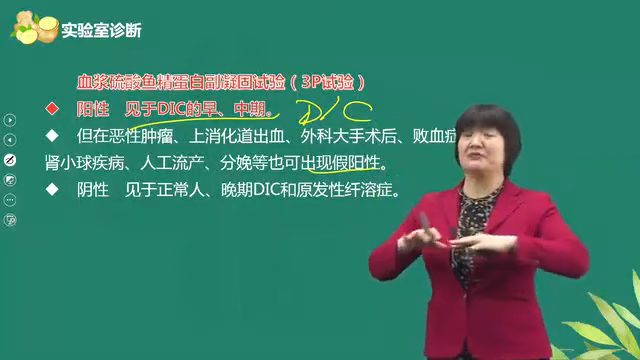 实验室诊断
血浆硫酸鱼精蛋白副凝固试验（3P试验）
阳性 见于DIC的早、中期。 DIC
但在恶性肿瘤、上消化道出血、外科大手术后、败血症
肾小球疾病、人工流产、分娩等也可出现假阳性。
阴性 见于正常人、晚期DIC和原发性纤溶症。